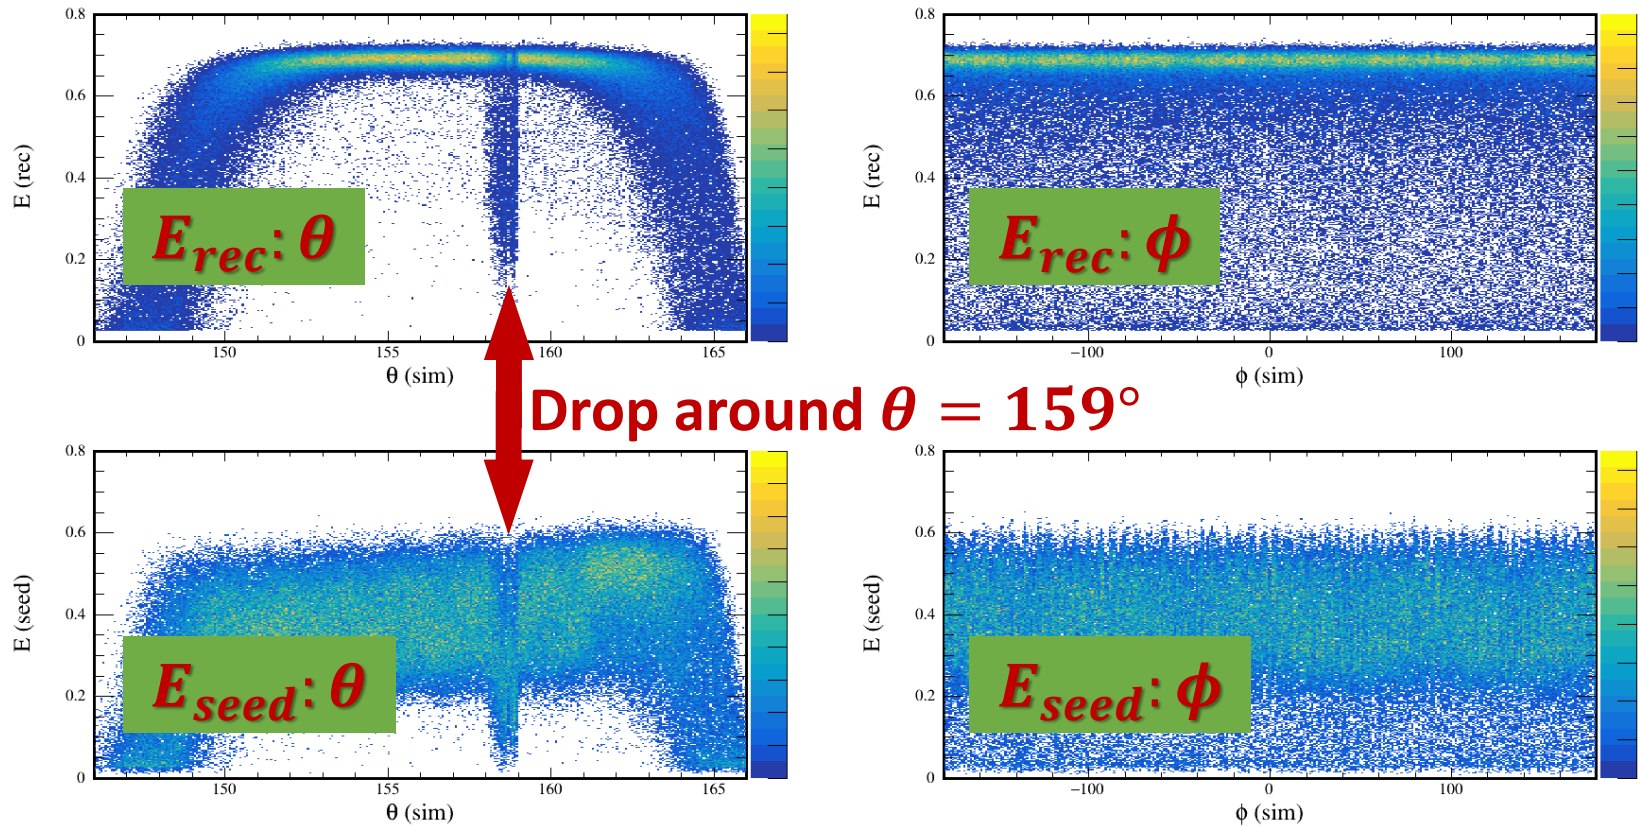 0.8
0.6
0.4
0.2
0
E (rec)
150
155
160
165
θ (sim)
E_rec: θ
0.8
0.6
0.4
0.2
0
E (rec)
−100
0
100
ϕ (sim)
E_rec: ϕ
Drop around θ = 159°
0.8
0.6
0.4
0.2
0
E (seed)
150
155
160
165
θ (sim)
E_seed: θ
0.8
0.6
0.4
0.2
0
E (seed)
−100
0
100
ϕ (sim)
E_seed: ϕ